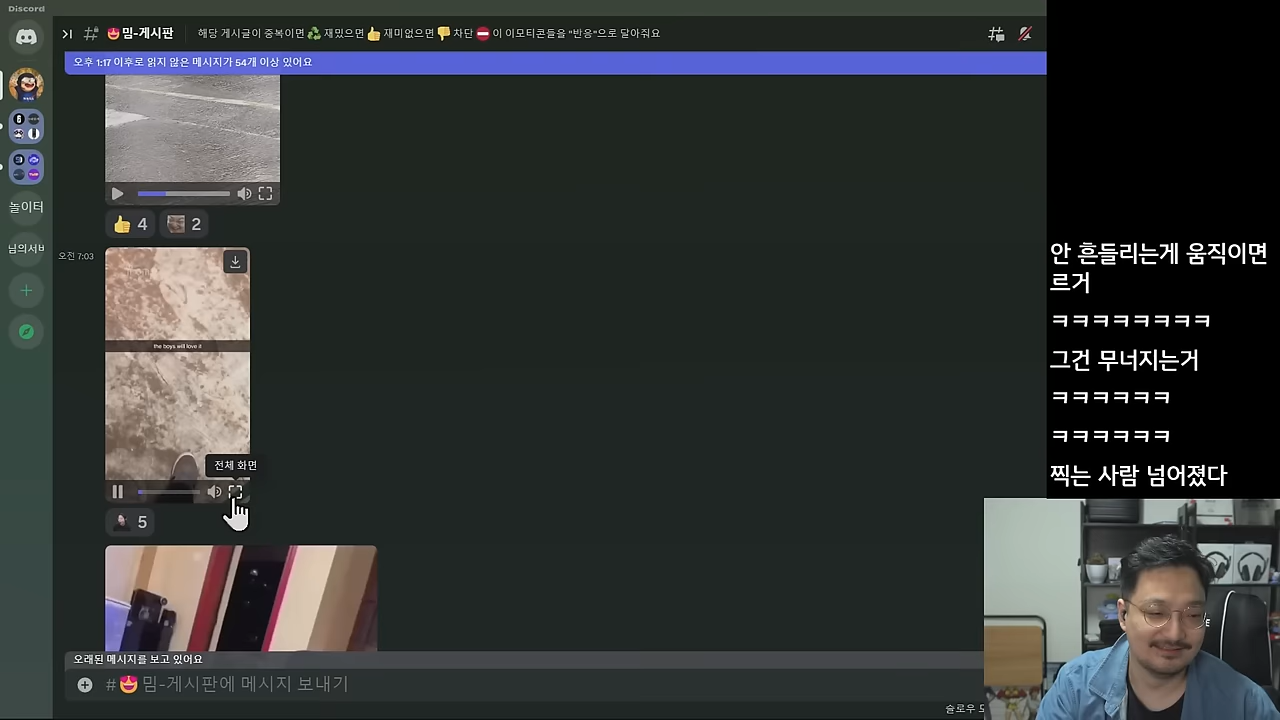 Discord
밈-게시판
해당 게시글이 중복이면 ♻️ 재밌으면 👍 재미없으면 👎 차단 ⛔ 이 이모티콘들을 "반응"으로 달아줘요
오후 1:17 이후로 읽지 않은 메시지가 54개 이상 있어요
4
2
놀이터
님의서버
오전 7:03
the boys will love it
전체 화면
5
안 흔들리는게 움직이면
르거
ㅋㅋㅋㅋㅋㅋㅋㅋ
그건 무너지는거
ㅋㅋㅋㅋㅋㅋ
ㅋㅋㅋㅋㅋㅋ
찍는 사람 넘어졌다
오래된 메시지를 보고 있어요
#😍밈-게시판에 메시지 보내기
슬로우